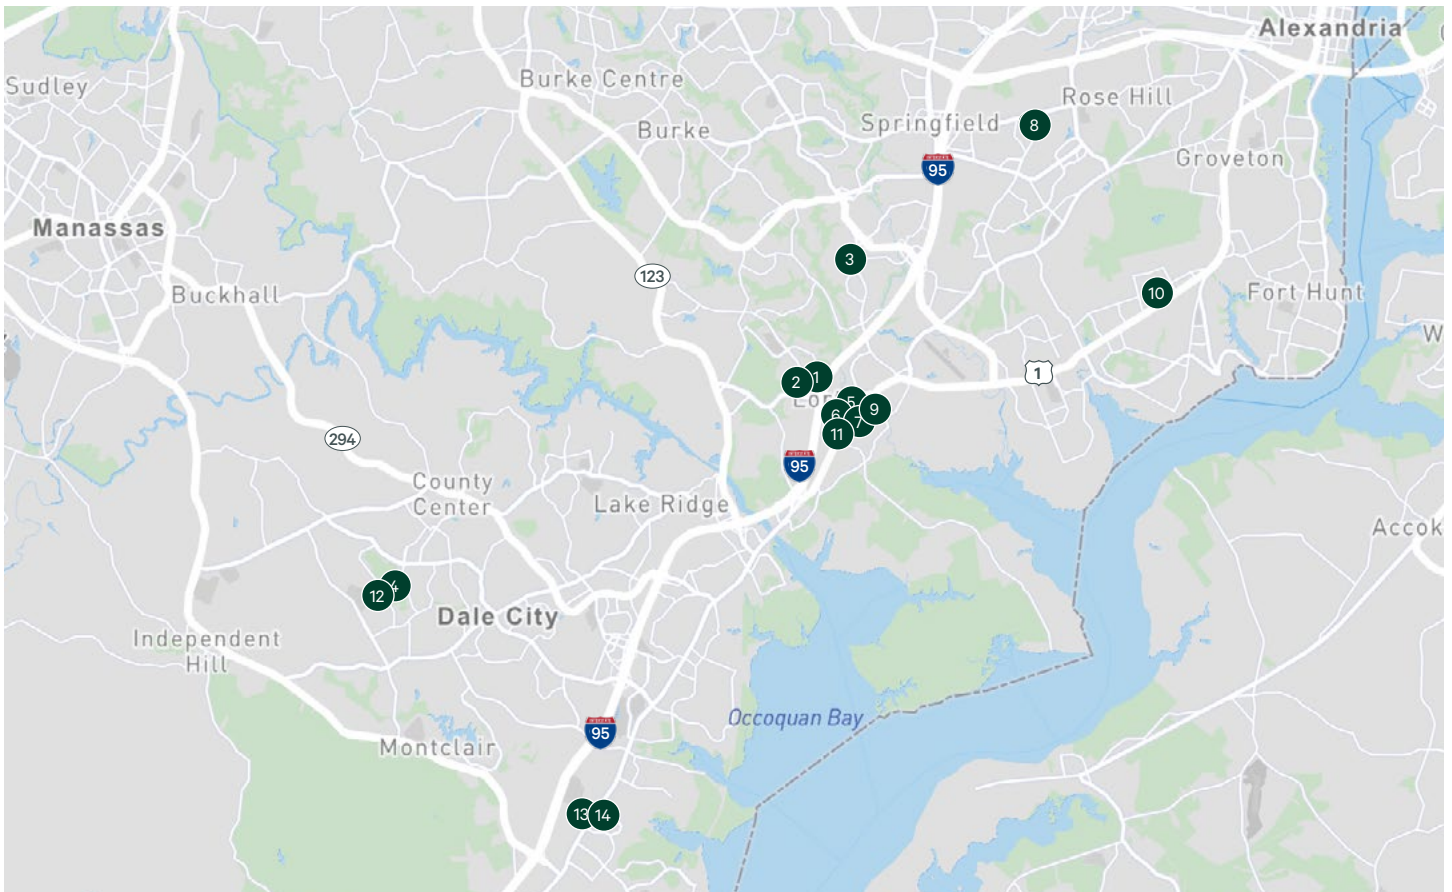 Alexandria
Sudley
Burke Centre
Rose Hill
Burke
Springfield
8
Groveton
95
Manassas
3
123
Buckhall
10
Fort Hunt
W
1
2
1
Lor
5
9
6
7
11
294
95
County
Center
Lake Ridge
Accok
4
12
Dale City
Independent
Hill
Occoquan Bay
95
Montclair
13
14